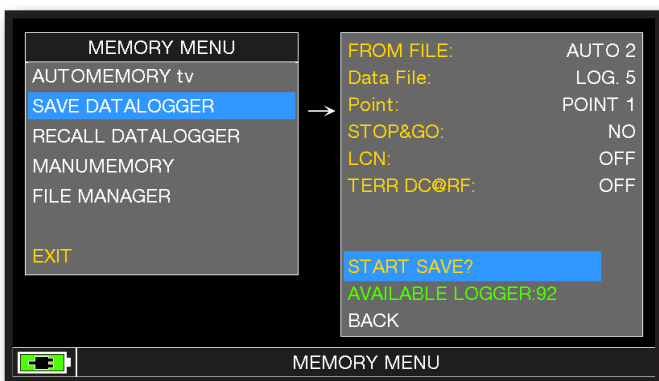 MEMORY MENU
AUTOMEMORY tv
SAVE DATALOGGER
RECALL DATALOGGER
MANUMEMORY
FILE MANAGER
EXIT
FROM FILE: AUTO 2
Data File: LOG. 5
Point: POINT 1
STOP&GO: NO
LCN: OFF
TERR DC@RF: OFF
START SAVE?
AVAILABLE LOGGER:92
BACK
MEMORY MENU